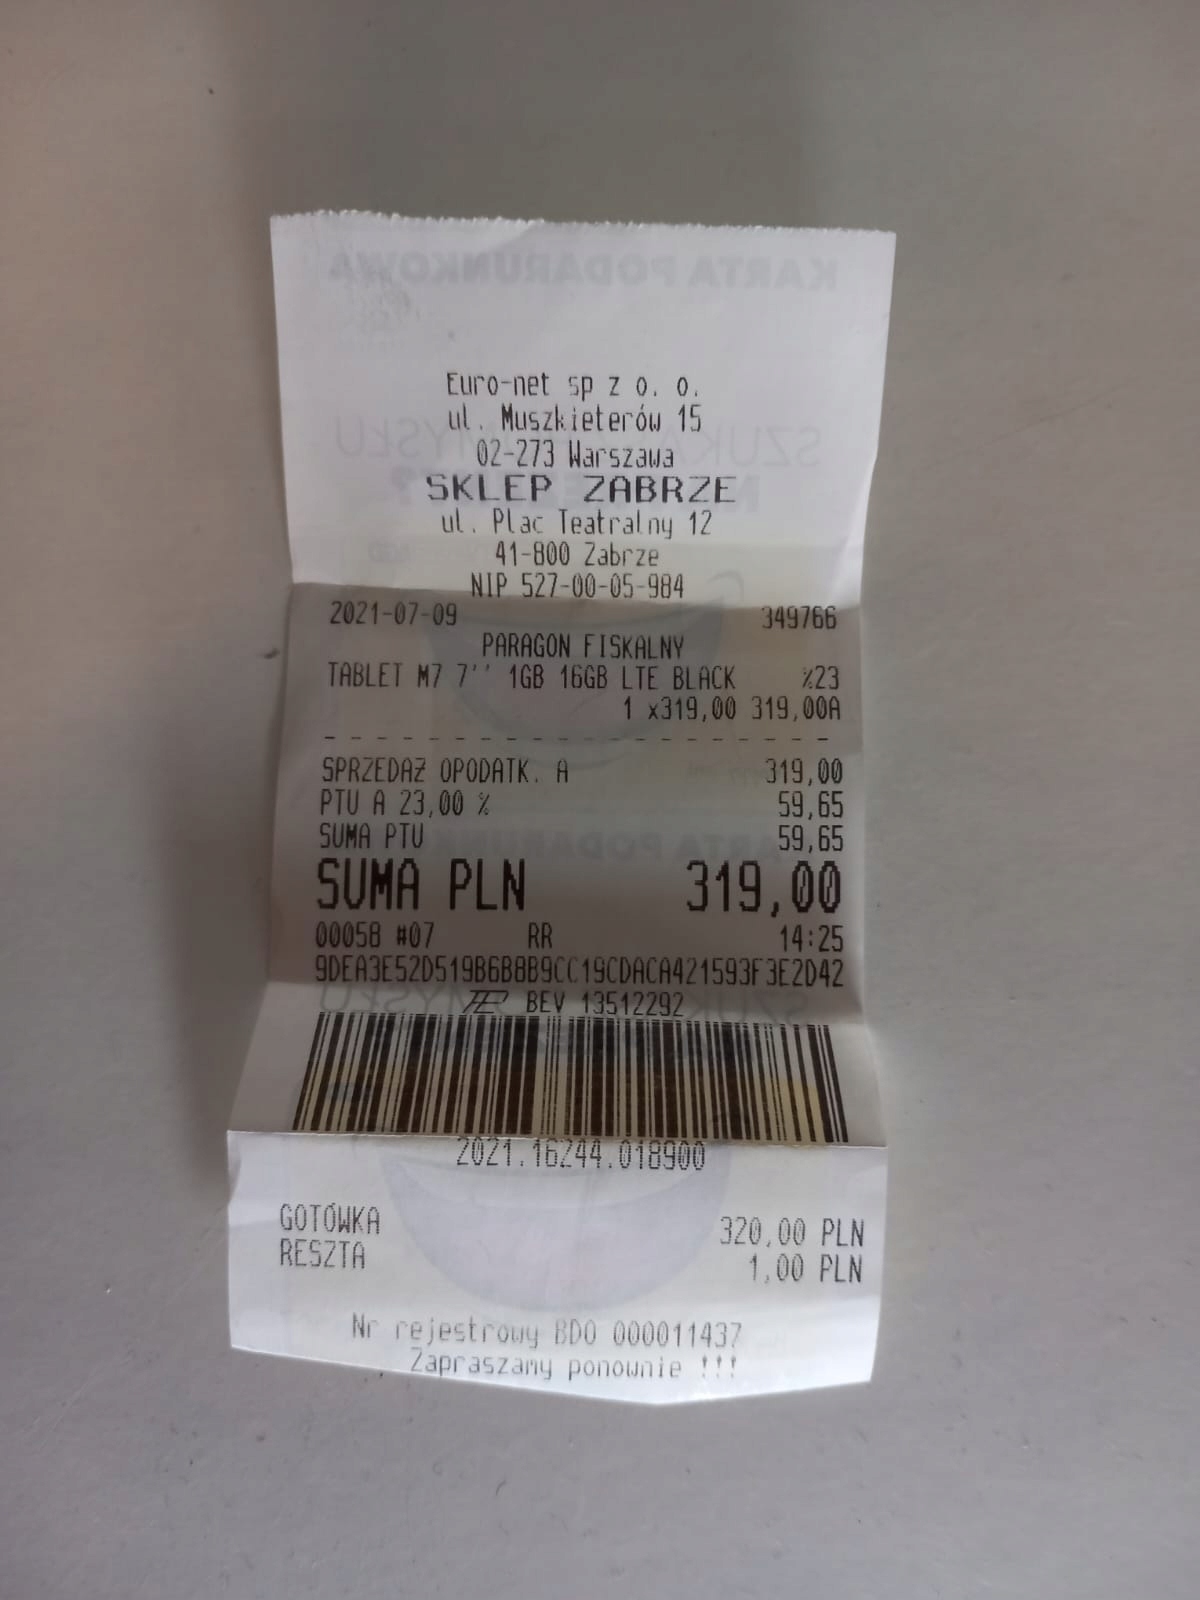 Euro-net sp z o. o.
ul. Muszkieterów 15
02-273 Warszawa
SKLEP ZABRZE
ul. Plac Teatralny 12
41-800 Zabrze
NIP 527-00-05-984
2021-07-09 349766
PARAGON FISKALNY
TABLET M7 7'' 1GB 16GB LTE BLACK %23
1 x319,00 319,00A
SPRZEDAŻ OPODATK. A 319,00
PTU A 23,00 % 59,65
SUMA PTU 59,65
SUMA PLN 319,00
00058 #07 RR 14:25
9DEA3E52D519B6B8B9CC19CDACA421593F3E2D42
BEV 13512292
2021.16244.018900
GOTÓWKA 320,00 PLN
RESZTA 1,00 PLN
Nr rejestrowy BDO 000011437
Zapraszamy ponownie !!!